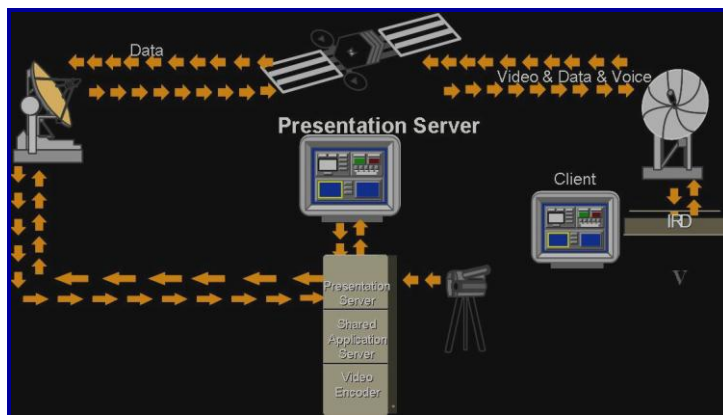 Data
Video & Data & Voice
Presentation Server
Client
IRD
V
Presentation
Server
Shared
Application
Server
Video
Encoder